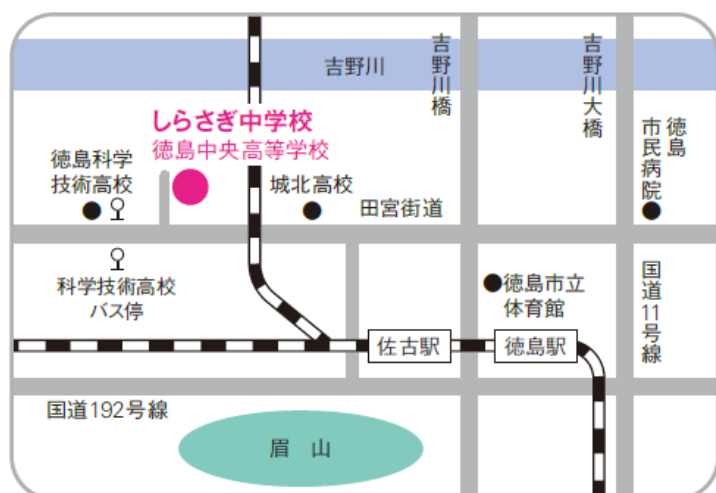 吉野川
吉野川橋
吉野川大橋
しらさぎ中学校
徳島中央高等学校
徳島科学
技術高校
城北高校
田宮街道
徳島
市民病院
科学技術高校
バス停
徳島市立
体育館
国道11号線
佐古駅
徳島駅
国道192号線
眉 山